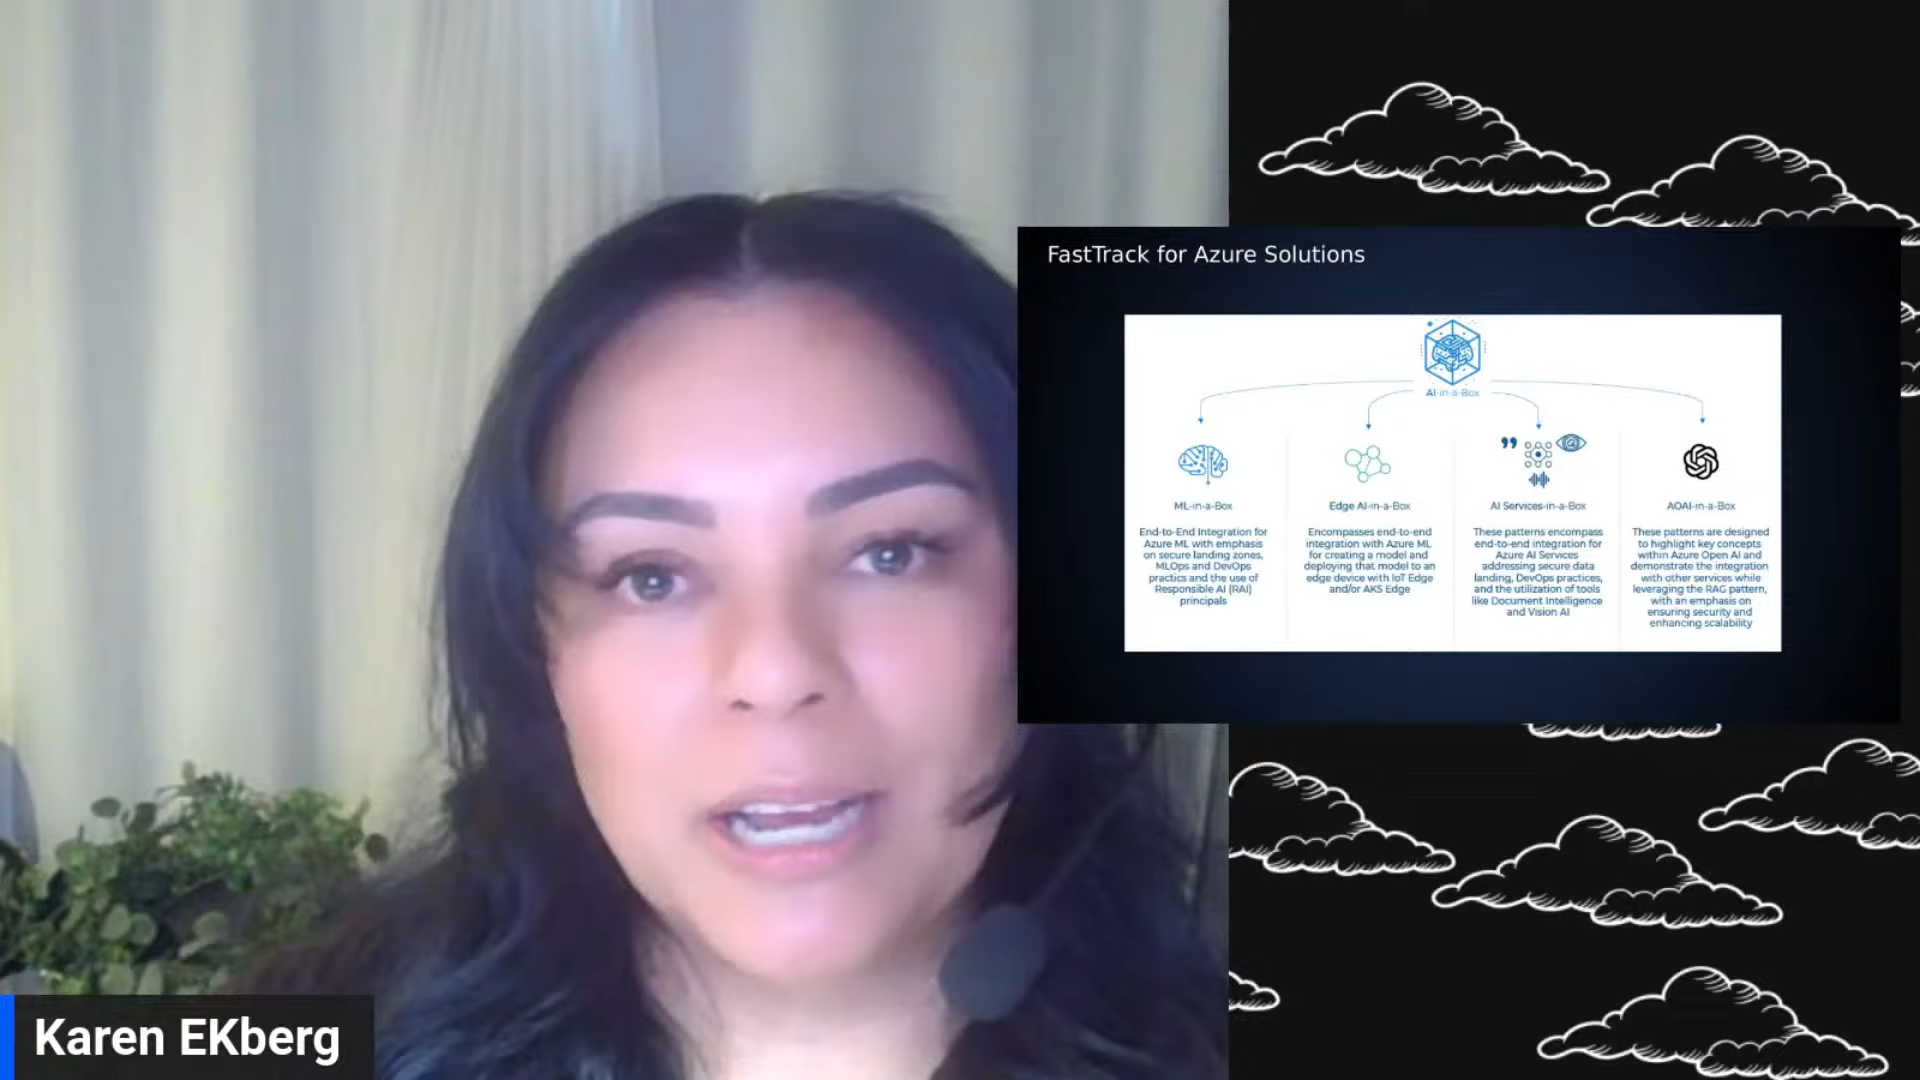 FastTrack for Azure Solutions
AI-in-a-Box
ML-in-a-Box
End-to-End Integration for
Azure ML with emphasis
on secure landing zones,
MLOps and DevOps
practics and the use of
Responsible AI (RAI)
principals
Edge AI-in-a-Box
Encompasses end-to-end
integration with Azure ML
for creating a model and
deploying that model to an
edge device with IoT Edge
and/or AKS Edge
AI Services-in-a-Box
These patterns encompass
end-to-end integration for
Azure AI Services
addressing secure data
landing, DevOps practices,
and the utilization of tools
like Document Intelligence
and Vision AI
AOAI-in-a-Box
These patterns are designed
to highlight key concepts
within Azure Open AI and
demonstrate the integration
with other services while
leveraging the RAG pattern,
with an emphasis on
ensuring security and
enhancing scalability
Karen EKberg